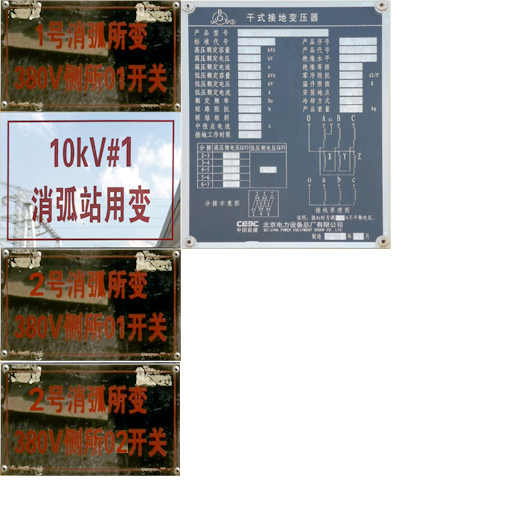 1号消弧所变
380V侧所01开关
10kV#1
消弧站用变
2号消弧所变
380V侧所01开关
2号消弧所变
380V侧所02开关
干式接地变压器
产品型号
标准代号 产品序号
高压额定容量 kVA 产品代号
高压额定电压 kV 绝缘水平
高压额定电流 A 绝缘等级
低压额定容量 kVA 零序阻抗 Ω/P
低压额定电压 kV 温升限值 K
低压额定电流 A 安装地点
额定频率 Hz 冷却方式
短路阻抗 % 产品重量 kg
联结组别
中性点电流 A
接地工作时限
分接 高压侧电压(kV) 低压侧电压(kV)
2-3
3-4
4-5
5-6
6-7
分接示意图
O A B C
X Y Z
o a b c
接线原理图
CEEC
中国能建
北京电力设备总厂有限公司
BEIJING POWER EQUIPMENT GROUP CO.,LTD.
制造 年 月